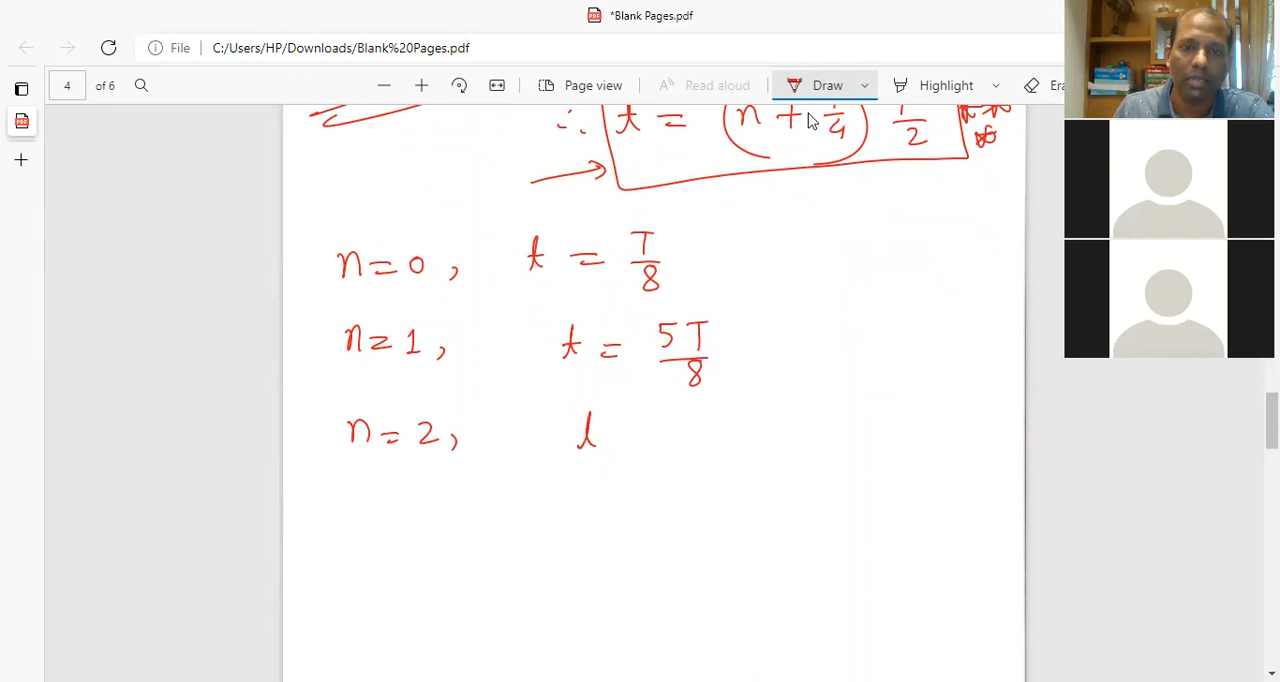 *Blank Pages.pdf
File C:/Users/HP/Downloads/Blank%20Pages.pdf
4 of 6 Page view Read aloud Draw Highlight Era
∴ t = (n + 1/4) T/2
n = 0, t = T/8
n = 1, t = 5T/8
n = 2, t